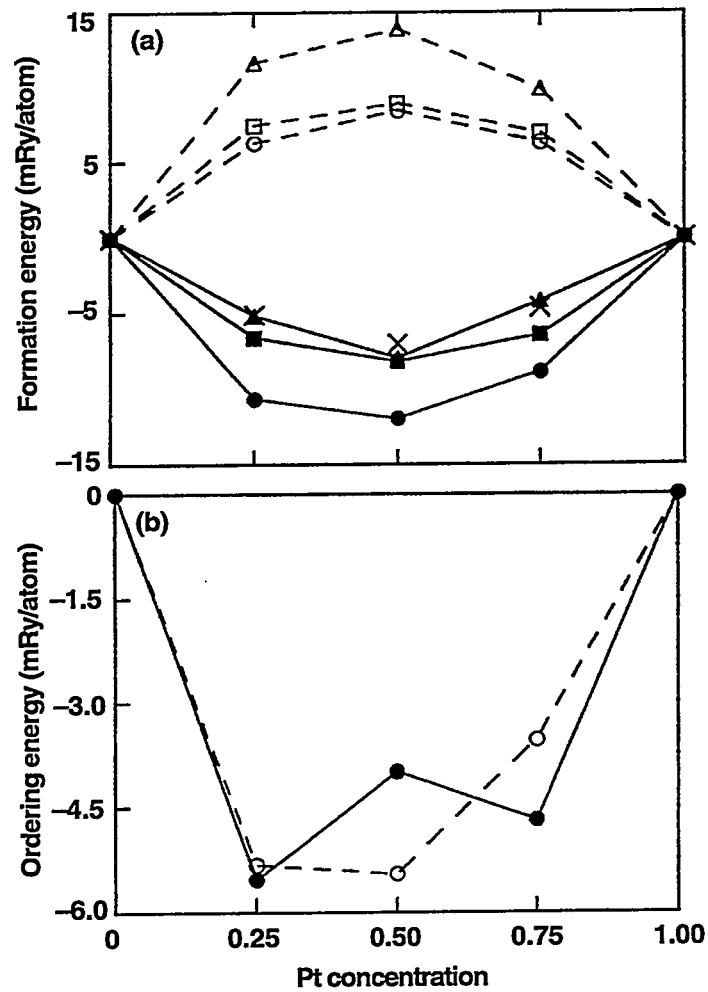 (a)
15
5
−5
−15
Formation energy (mRy/atom)
(b)
0
−1.5
−3.0
−4.5
−6.0
Ordering energy (mRy/atom)
0 0.25 0.50 0.75 1.00
Pt concentration